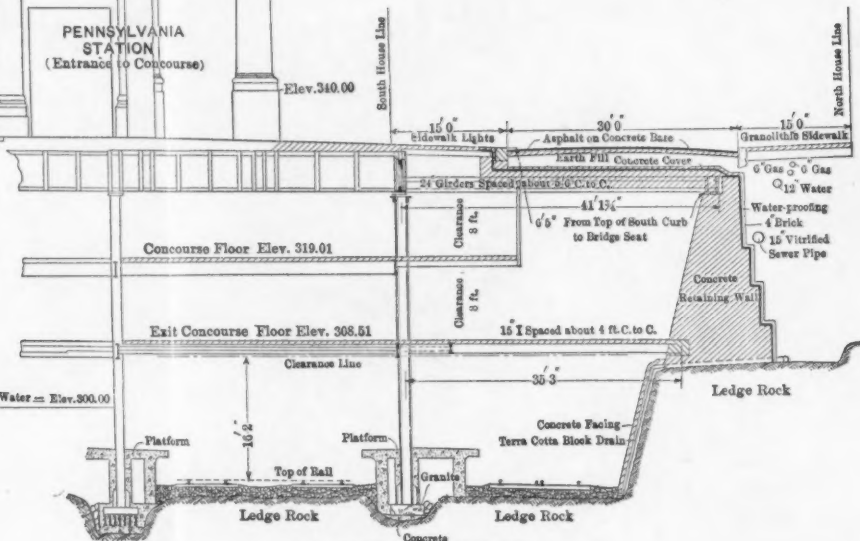 PENNSYLVANIA
STATION
(Entrance to Concourse)
Elev.340.00
South House Line
North House Line
15'0"
30'0"
15'0"
Sidewalk Lights
Asphalt on Concrete Base
Granolithic Sidewalk
Earth Fill
Concrete Cover
6"Gas
6"Gas
12"Water
24"Girders Spaced about 5'6"C. to C.
41'1¾"
Water-proofing
4"Brick
15"Vitrified
Sewer Pipe
Clearance
8 ft.
6'5" From Top of South Curb
to Bridge Seat
Concourse Floor Elev. 319.01
Concrete
Retaining Wall
Clearance
8 ft.
Exit Concourse Floor Elev. 308.51
15"I Spaced about 4 ft.C.to C.
Clearance Line
35'3"
Ledge Rock
Water = Elev.300.00
16'2"
Concrete Facing
Terra Cotta Block Drain
Platform
Platform
Top of Rail
Granite
Ledge Rock
Ledge Rock
Concrete